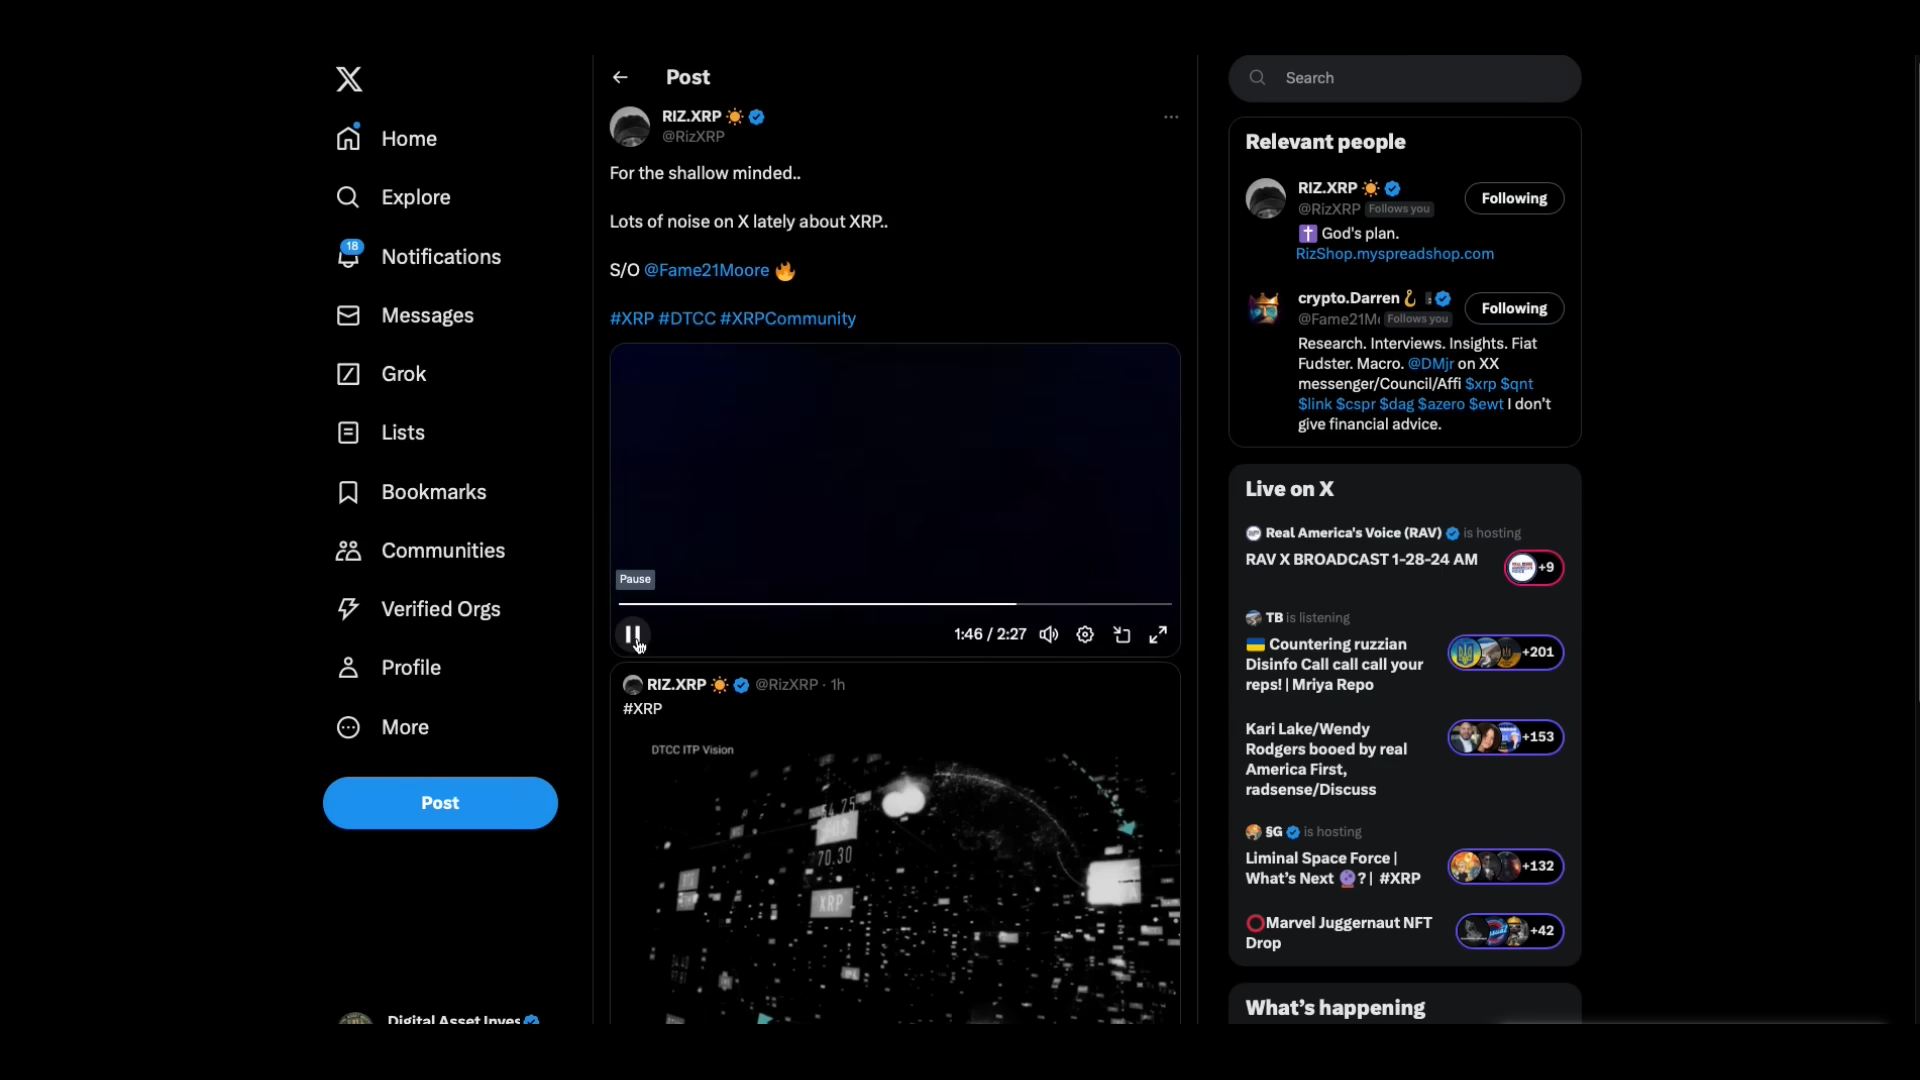 Home
Explore
18
Notifications
Messages
Grok
Lists
Bookmarks
Communities
Verified Orgs
Profile
More
Post
Digital Asset Inves
Post
RIZ.XRP
@RizXRP
For the shallow minded..
Lots of noise on X lately about XRP..
S/O @Fame21Moore
#XRP #DTCC #XRPCommunity
Pause
1:46 / 2:27
RIZ.XRP @RizXRP · 1h
#XRP
DTCC ITP Vision
70.30
XRP
Search
Relevant people
RIZ.XRP
@RizXRP Follows you
Following
God's plan.
RizShop.myspreadshop.com
crypto.Darren
@Fame21M Follows you
Following
Research. Interviews. Insights. Fiat
Fudster. Macro. @DMjr on XX
messenger/Council/Affi $xrp $qnt
$link $cspr $dag $azero $ewt I don't
give financial advice.
Live on X
Real America's Voice (RAV) is hosting
RAV X BROADCAST 1-28-24 AM
+9
TB is listening
Countering ruzzian
Disinfo Call call call your
reps! | Mriya Repo
+201
Kari Lake/Wendy
Rodgers booed by real
America First,
radsense/Discuss
+153
§G is hosting
Liminal Space Force |
What's Next ? | #XRP
+132
Marvel Juggernaut NFT
Drop
+42
What's happening